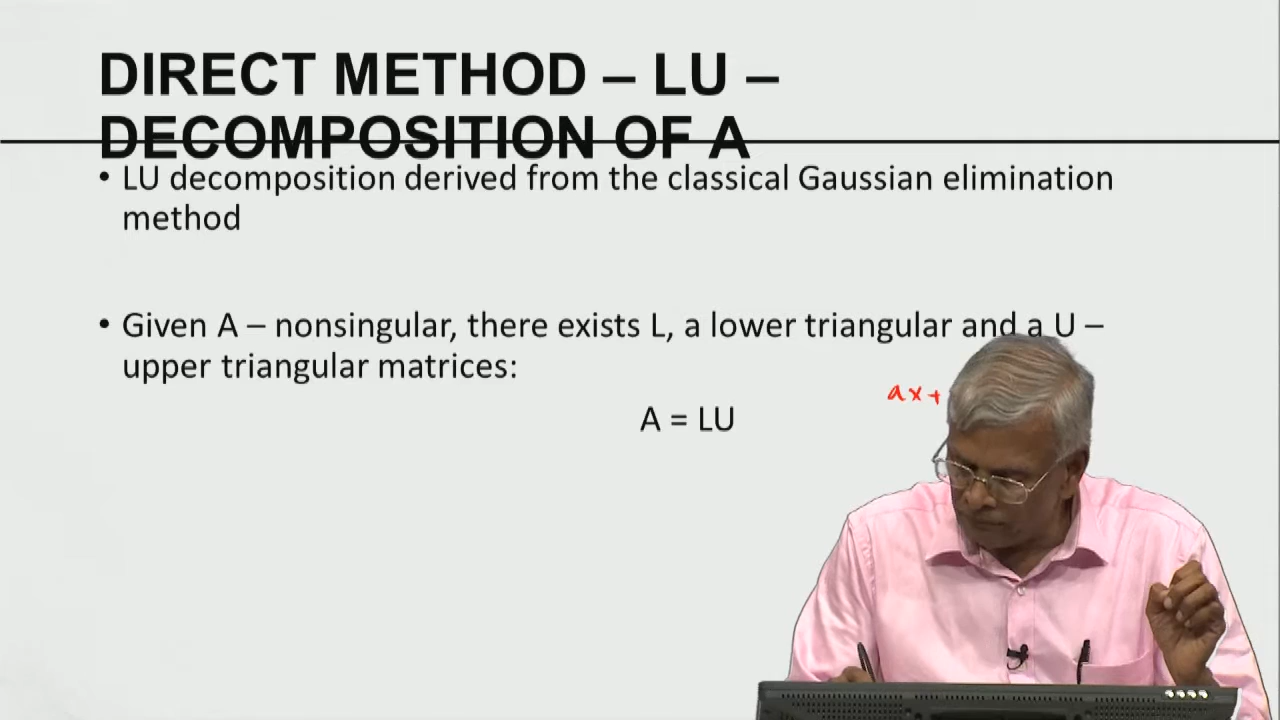 DIRECT METHOD – LU –
DECOMPOSITION OF A
• LU decomposition derived from the classical Gaussian elimination
method
• Given A – nonsingular, there exists L, a lower triangular and a U –
upper triangular matrices:
ax+
A = LU